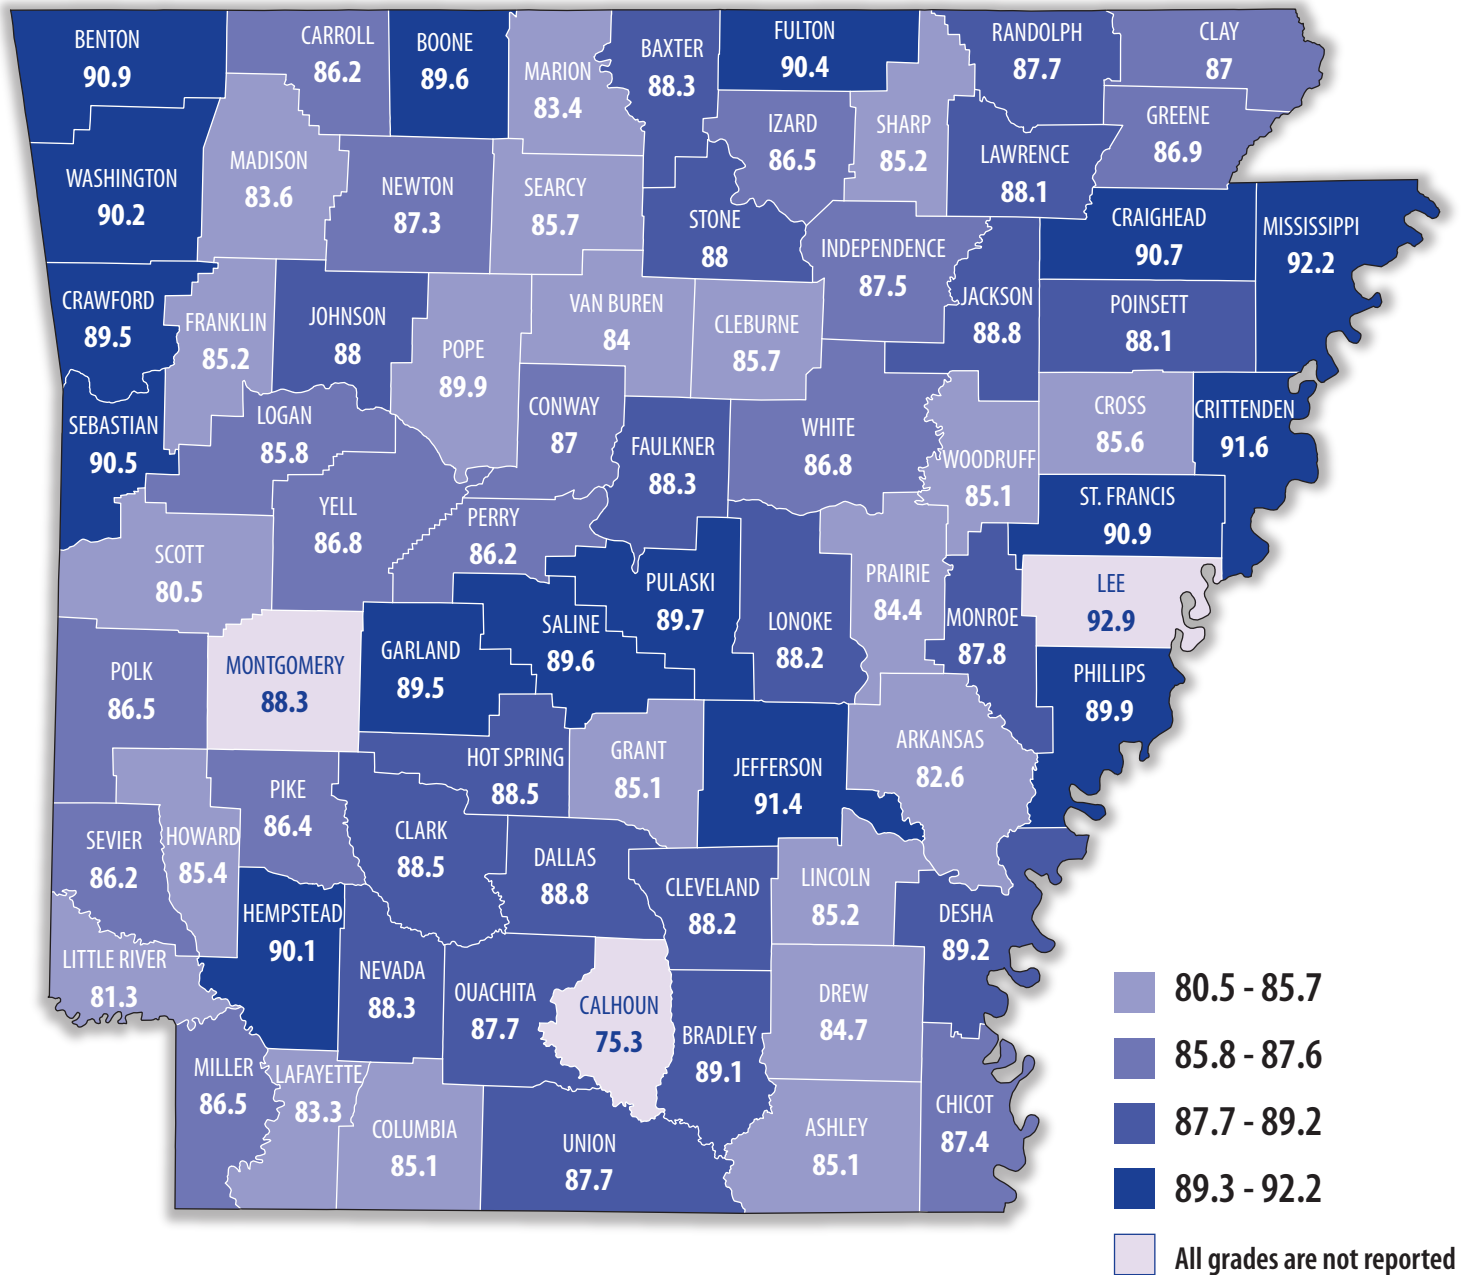 BENTON
90.9
CARROLL
86.2
BOONE
89.6
MARION
83.4
BAXTER
88.3
FULTON
90.4
RANDOLPH
87.7
CLAY
87
IZARD
86.5
SHARP
85.2
GREENE
86.9
LAWRENCE
88.1
WASHINGTON
90.2
MADISON
83.6
NEWTON
87.3
SEARCY
85.7
STONE
88
INDEPENDENCE
87.5
CRAIGHEAD
90.7
MISSISSIPPI
92.2
CRAWFORD
89.5
FRANKLIN
85.2
JOHNSON
88
POPE
89.9
VAN BUREN
84
CLEBURNE
85.7
JACKSON
88.8
POINSETT
88.1
SEBASTIAN
90.5
LOGAN
85.8
CONWAY
87
FAULKNER
88.3
WHITE
86.8
WOODRUFF
85.1
CROSS
85.6
CRITTENDEN
91.6
SCOTT
80.5
YELL
86.8
PERRY
86.2
ST. FRANCIS
90.9
PULASKI
89.7
SALINE
89.6
LONOKE
88.2
PRAIRIE
84.4
MONROE
87.8
LEE
92.9
POLK
86.5
MONTGOMERY
88.3
GARLAND
89.5
PHILLIPS
89.9
HOT SPRING
88.5
GRANT
85.1
JEFFERSON
91.4
ARKANSAS
82.6
SEVIER
86.2
HOWARD
85.4
PIKE
86.4
CLARK
88.5
DALLAS
88.8
CLEVELAND
88.2
LINCOLN
85.2
DESHA
89.2
LITTLE RIVER
81.3
HEMPSTEAD
90.1
NEVADA
88.3
OUACHITA
87.7
CALHOUN
75.3
BRADLEY
89.1
DREW
84.7
MILLER
86.5
LAFAYETTE
83.3
COLUMBIA
85.1
UNION
87.7
ASHLEY
85.1
CHICOT
87.4
80.5 - 85.7
85.8 - 87.6
87.7 - 89.2
89.3 - 92.2
All grades are not reported